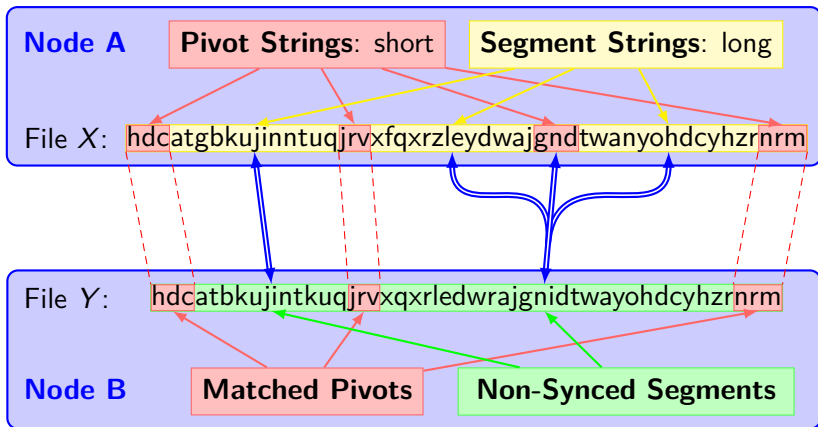 Node A Pivot Strings: short Segment Strings: long
File X: hdcatgbkujinntuqjrvxfqxrzleydwajgndtwanyohdcyhzrnrm
File Y: hdcatbkujintkuqjrvxqxrledwrajgnidtwayohdcyhzrnrm
Node B Matched Pivots Non-Synced Segments